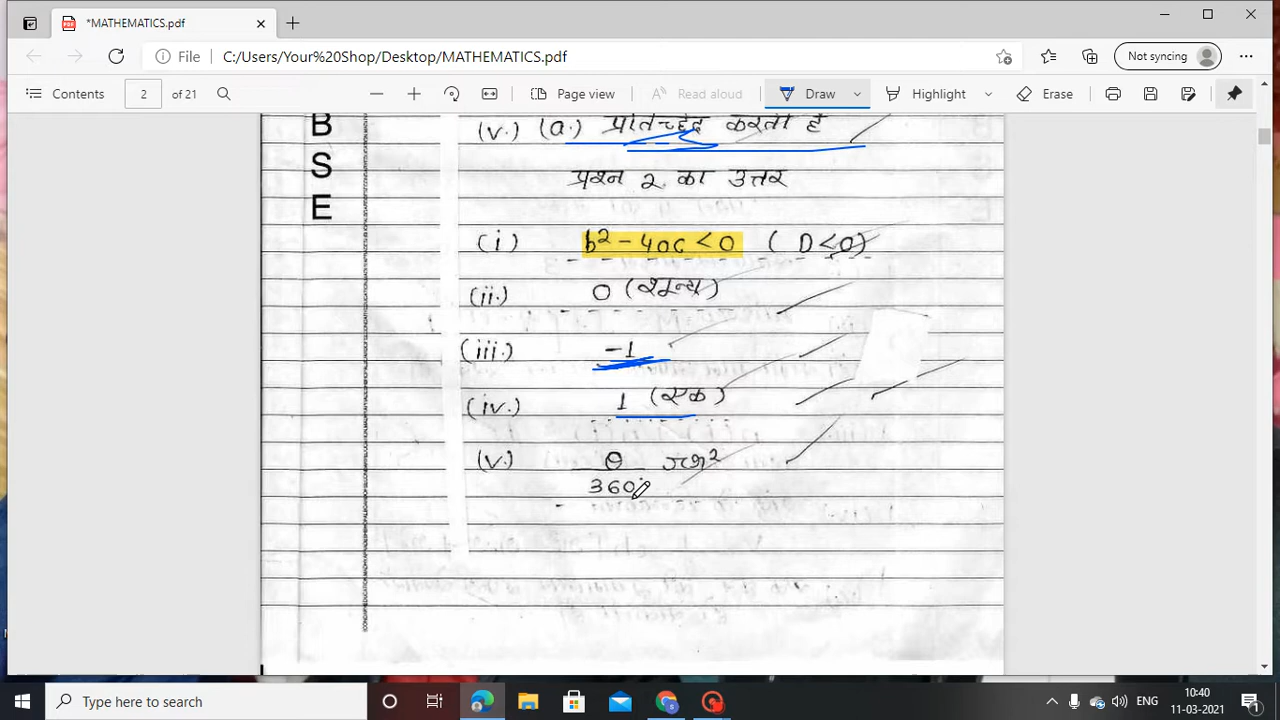 *MATHEMATICS.pdf
File C:/Users/Your%20Shop/Desktop/MATHEMATICS.pdf Not syncing
Contents 2 of 21 Page view Read aloud Draw Highlight Erase
B
S
E
(v.) (a.) प्रतिच्छेद करती है
प्रश्न 2. का उत्तर
(i) b² - 4ac < 0 ( D < 0)
(ii.) 0 (शून्य)
(iii.) -1
(iv.) 1 (एक)
(v.) θ πr²
360°
Type here to search
ENG 10:40
11-03-2021
1